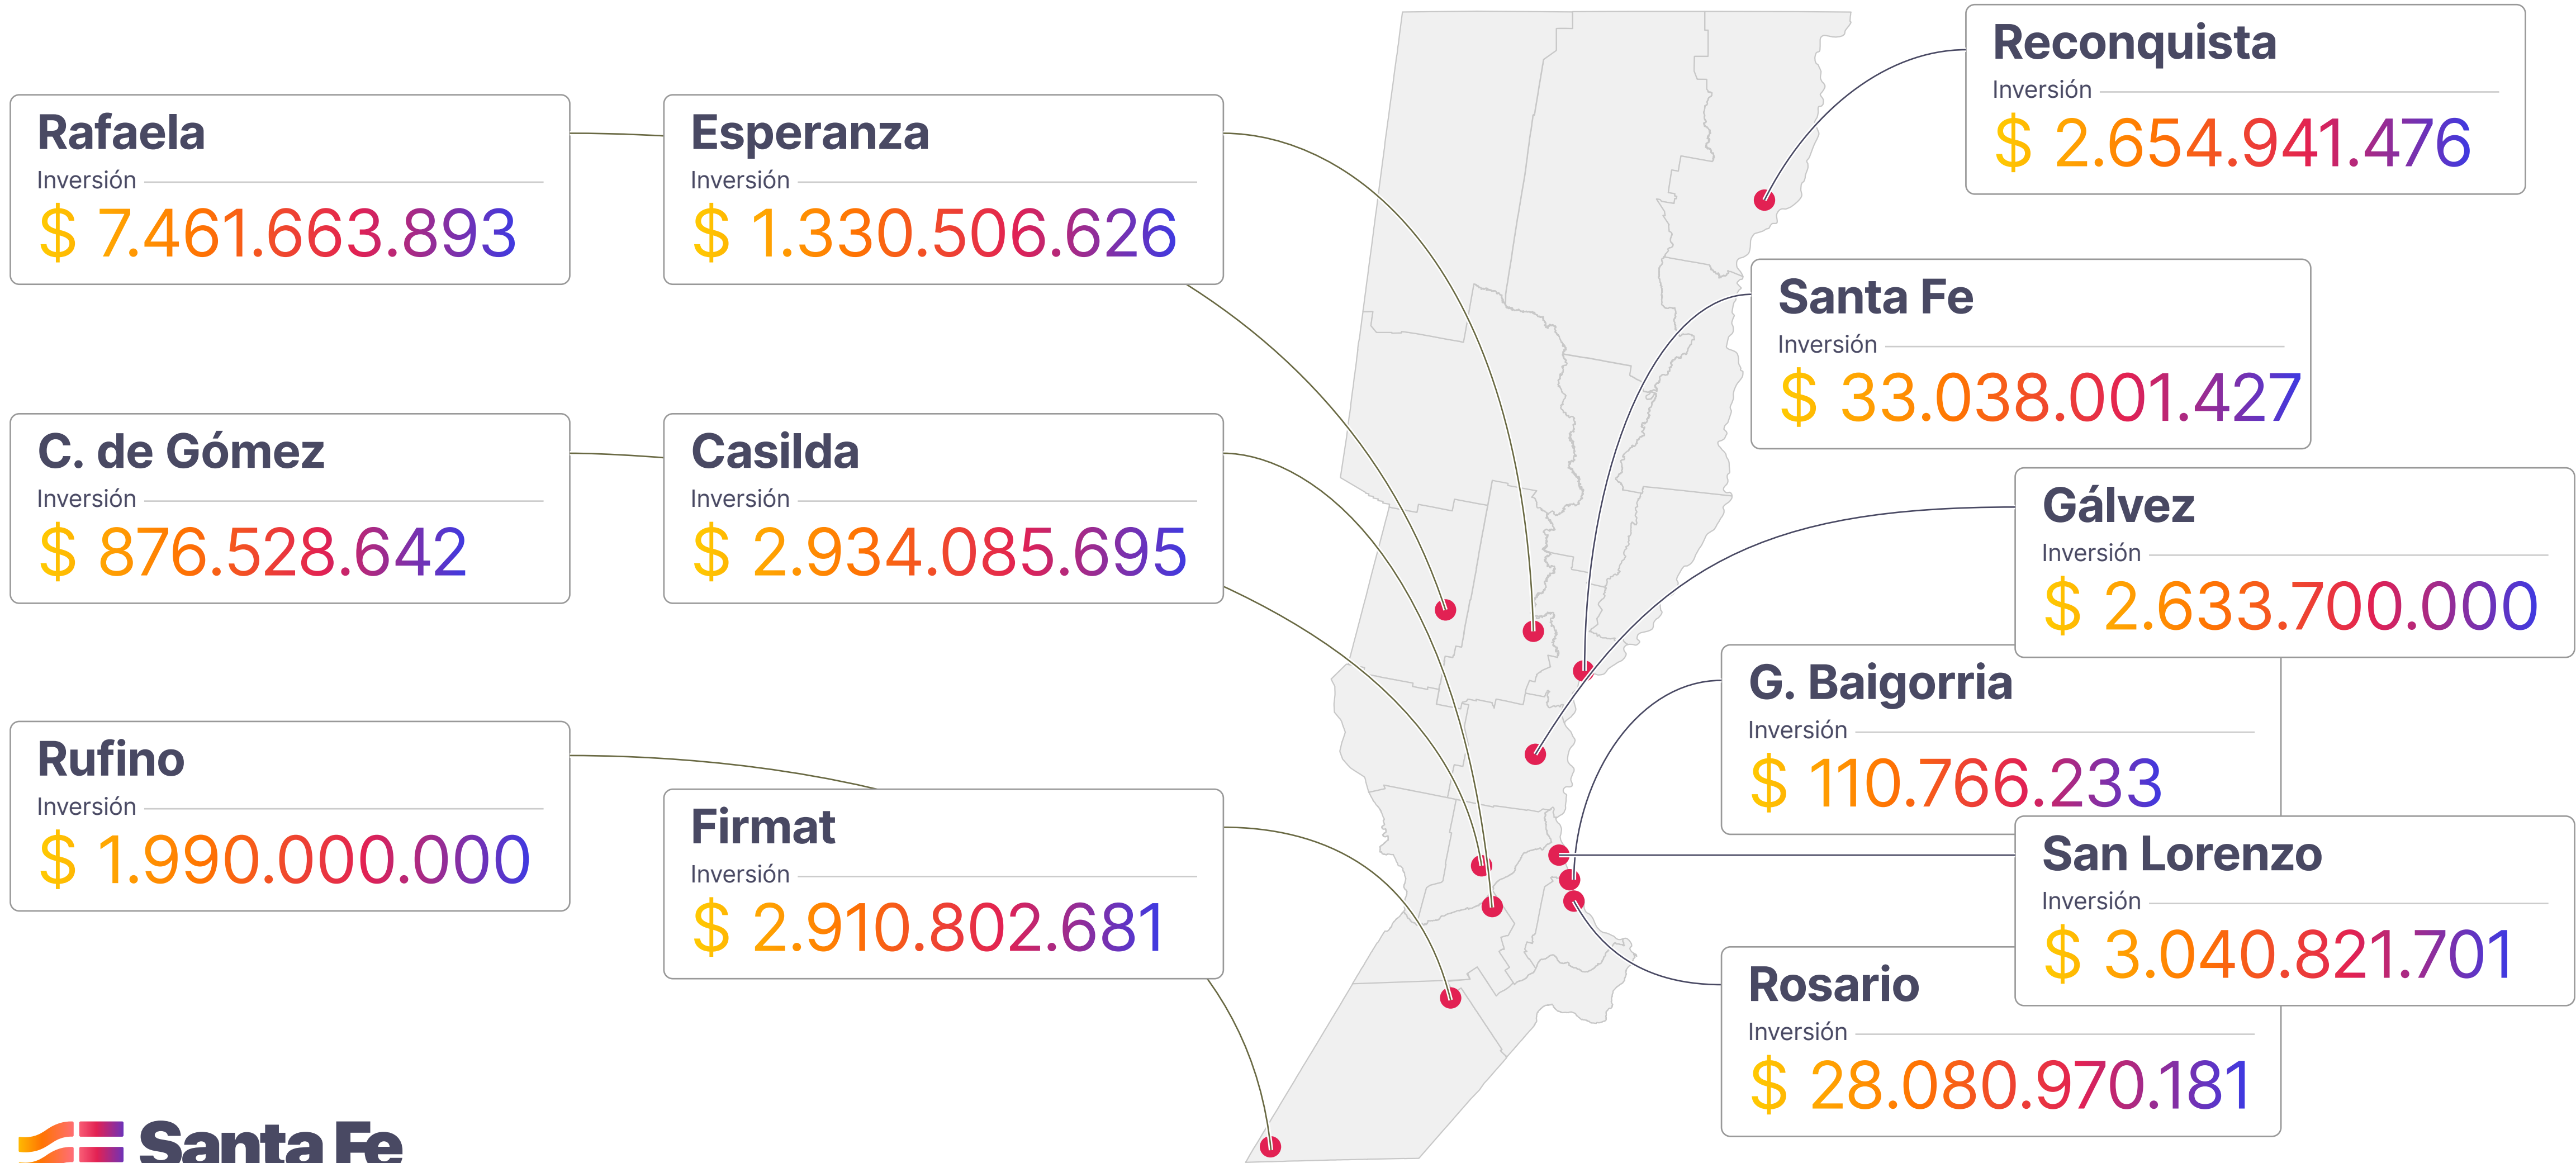 Rafaela
Inversión
$ 7.461.663.893
Esperanza
Inversión
$ 1.330.506.626
Reconquista
Inversión
$ 2.654.941.476
Santa Fe
Inversión
$ 33.038.001.427
C. de Gómez
Inversión
$ 876.528.642
Casilda
Inversión
$ 2.934.085.695
Gálvez
Inversión
$ 2.633.700.000
G. Baigorria
Inversión
$ 110.766.233
Rufino
Inversión
$ 1.990.000.000
Firmat
Inversión
$ 2.910.802.681
San Lorenzo
Inversión
$ 3.040.821.701
Rosario
Inversión
$ 28.080.970.181
Santa Fe